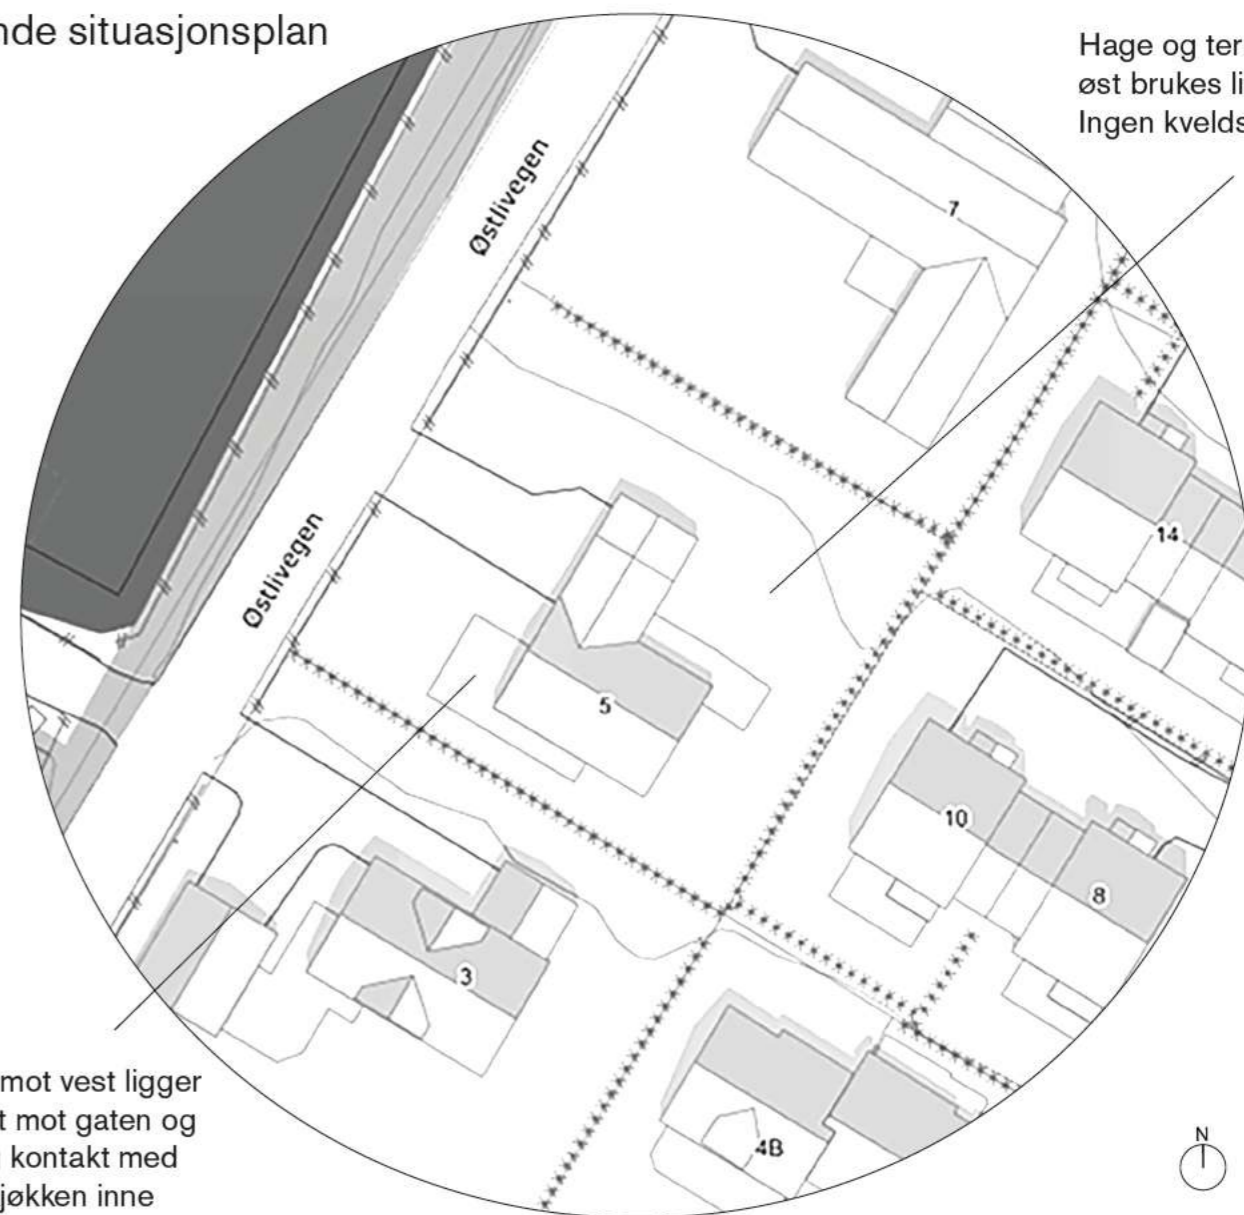 nde situasjonsplan
Hage og ter
øst brukes li
Ingen kvelds
Østlivegen
7
14
Østlivegen
5
10
8
3
4B
mot vest ligger
t mot gaten og
kontakt med
jøkken inne
N